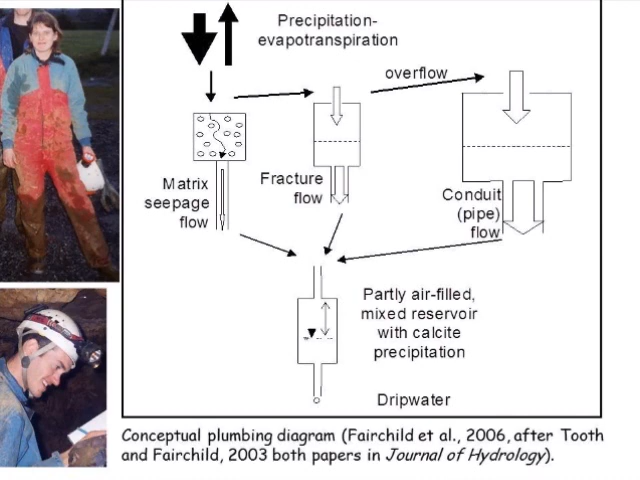 Precipitation-
evapotranspiration
overflow
Matrix
seepage
flow
Fracture
flow
Conduit
(pipe)
flow
Partly air-filled,
mixed reservoir
with calcite
precipitation
Dripwater
Conceptual plumbing diagram (Fairchild et al., 2006, after Tooth
and Fairchild, 2003 both papers in Journal of Hydrology).